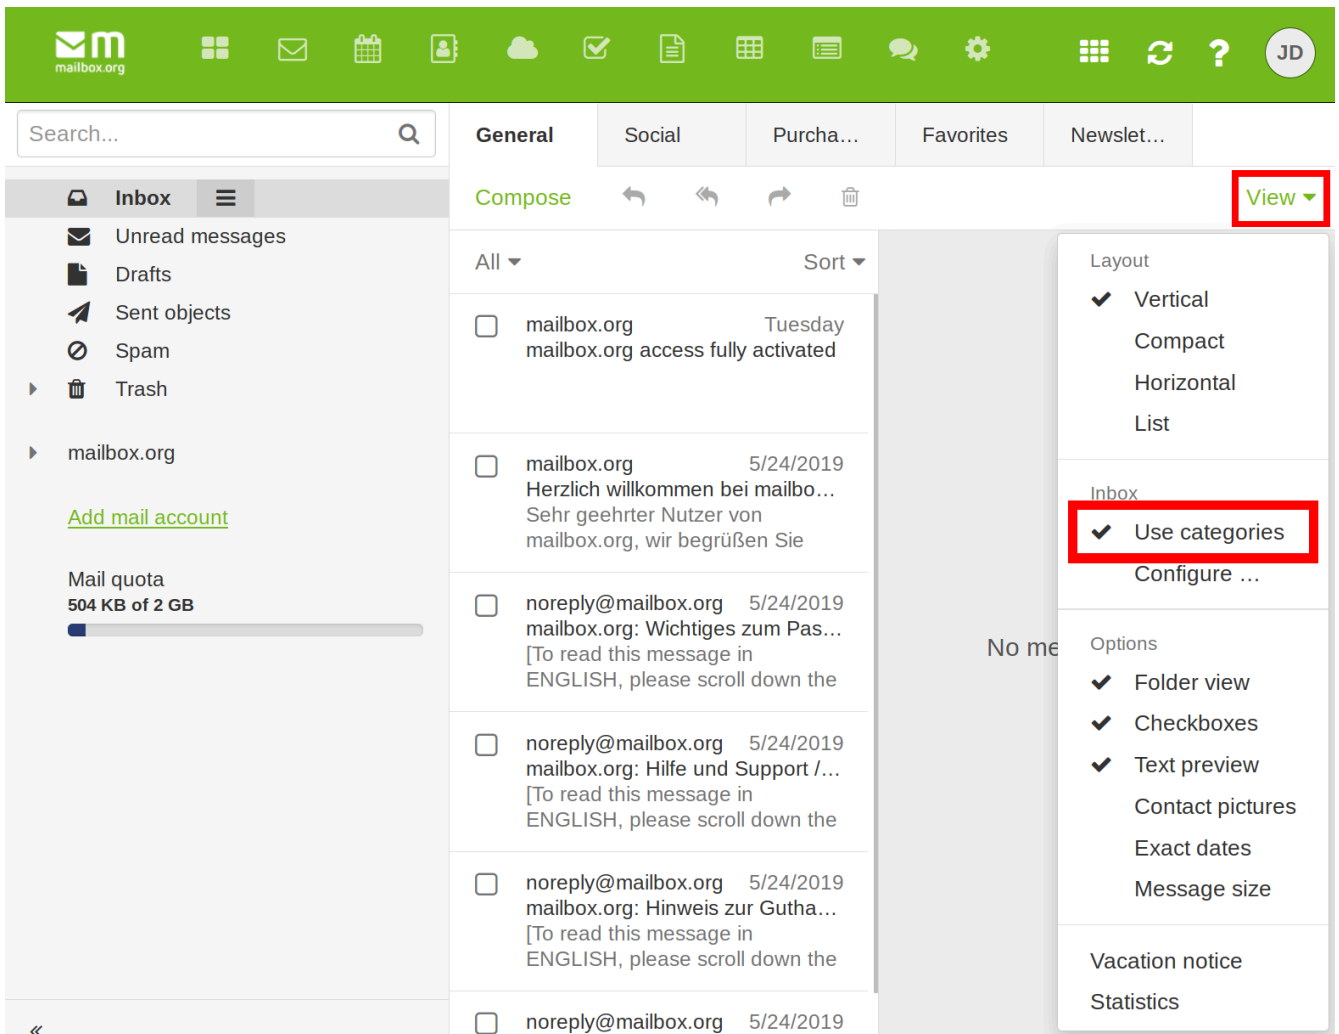 mailbox.org
JD
Search...
General
Social
Purcha…
Favorites
Newslet…
Inbox
Unread messages
Drafts
Sent objects
Spam
Trash
mailbox.org
Add mail account
Mail quota
504 KB of 2 GB
Compose
View
All
Sort
mailbox.org Tuesday
mailbox.org access fully activated
mailbox.org 5/24/2019
Herzlich willkommen bei mailbo…
Sehr geehrter Nutzer von
mailbox.org, wir begrüßen Sie
noreply@mailbox.org 5/24/2019
mailbox.org: Wichtiges zum Pas…
[To read this message in
ENGLISH, please scroll down the
noreply@mailbox.org 5/24/2019
mailbox.org: Hilfe und Support /…
[To read this message in
ENGLISH, please scroll down the
noreply@mailbox.org 5/24/2019
mailbox.org: Hinweis zur Gutha…
[To read this message in
ENGLISH, please scroll down the
noreply@mailbox.org 5/24/2019
No me
Layout
Vertical
Compact
Horizontal
List
Inbox
Use categories
Configure …
Options
Folder view
Checkboxes
Text preview
Contact pictures
Exact dates
Message size
Vacation notice
Statistics